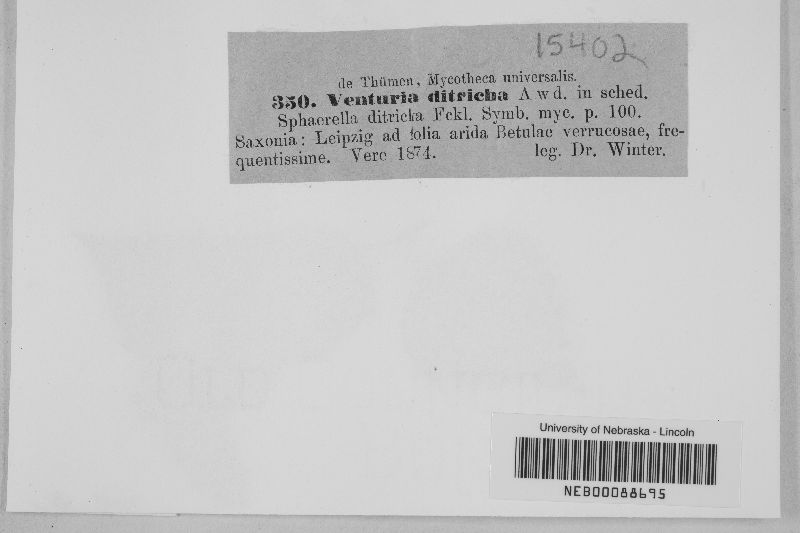 15402
de Thümen, Mycotheca universalis.
350. Venturia ditricha Awd. in sched.
Sphaerella ditricha Fckl. Symb. myc. p. 100.
Saxonia: Leipzig ad folia arida Betulae verrucosae, fre-
quentissime. Vere 1874. leg. Dr. Winter.
University of Nebraska - Lincoln
NEB00088695